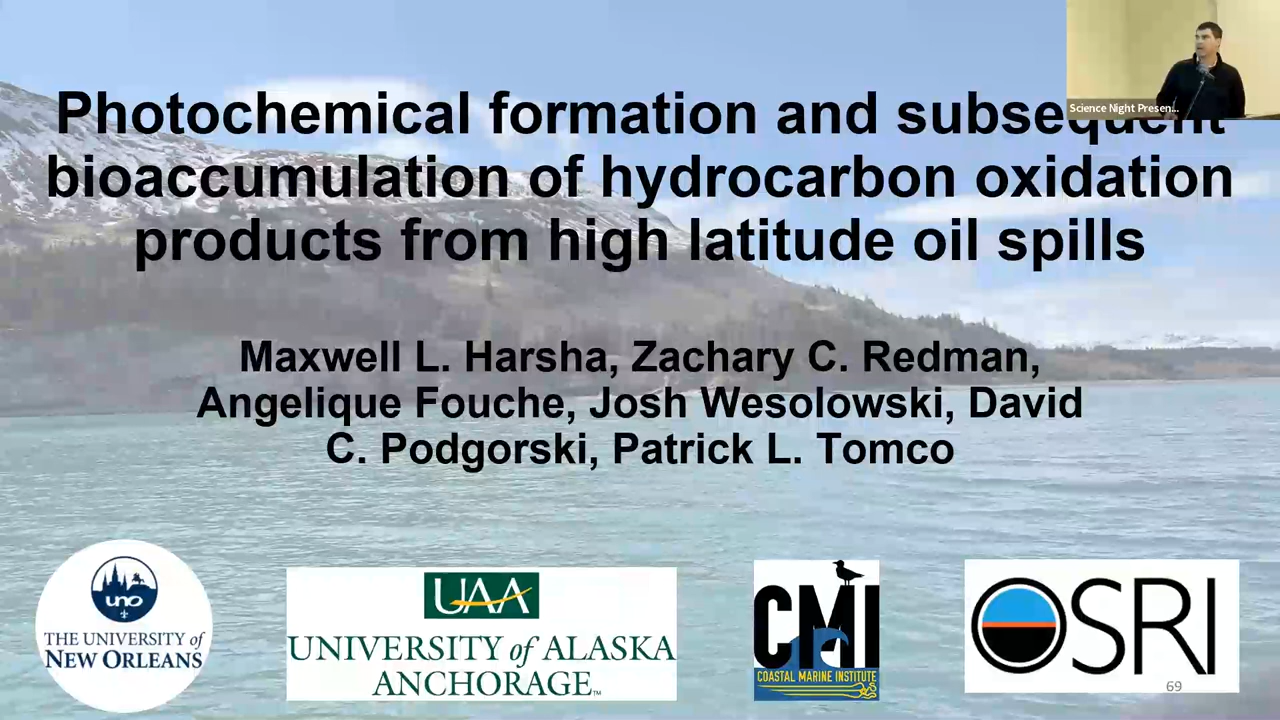 Science Night Presen...
Photochemical formation and subsequent
bioaccumulation of hydrocarbon oxidation
products from high latitude oil spills
Maxwell L. Harsha, Zachary C. Redman,
Angelique Fouche, Josh Wesolowski, David
C. Podgorski, Patrick L. Tomco
uno
THE UNIVERSITY of
NEW ORLEANS
UAA
UNIVERSITY of ALASKA
ANCHORAGE™
CMI
COASTAL MARINE INSTITUTE
OSRI
69